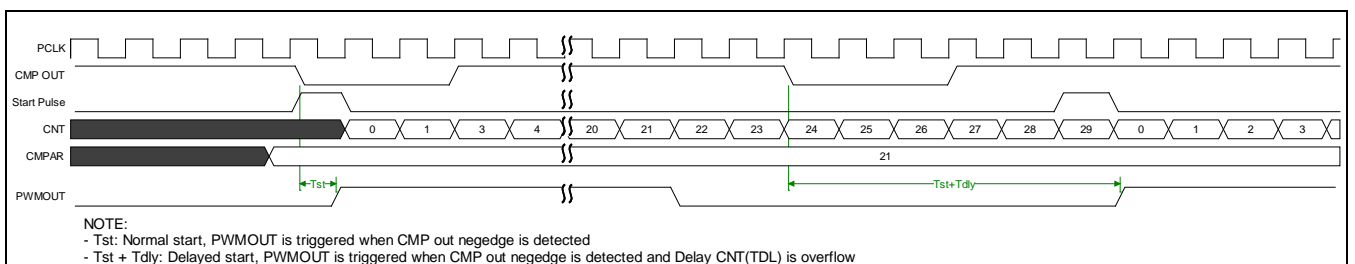 PCLK
CMP OUT
Start Pulse
CNT 0 1 3 4 20 21 22 23 24 25 26 27 28 29 0 1 2 3
CMPAR 21
Tst Tst+Tdly
PWMOUT
NOTE:
- Tst: Normal start, PWMOUT is triggered when CMP out negedge is detected
- Tst + Tdly: Delayed start, PWMOUT is triggered when CMP out negedge is detected and Delay CNT(TDL) is overflow